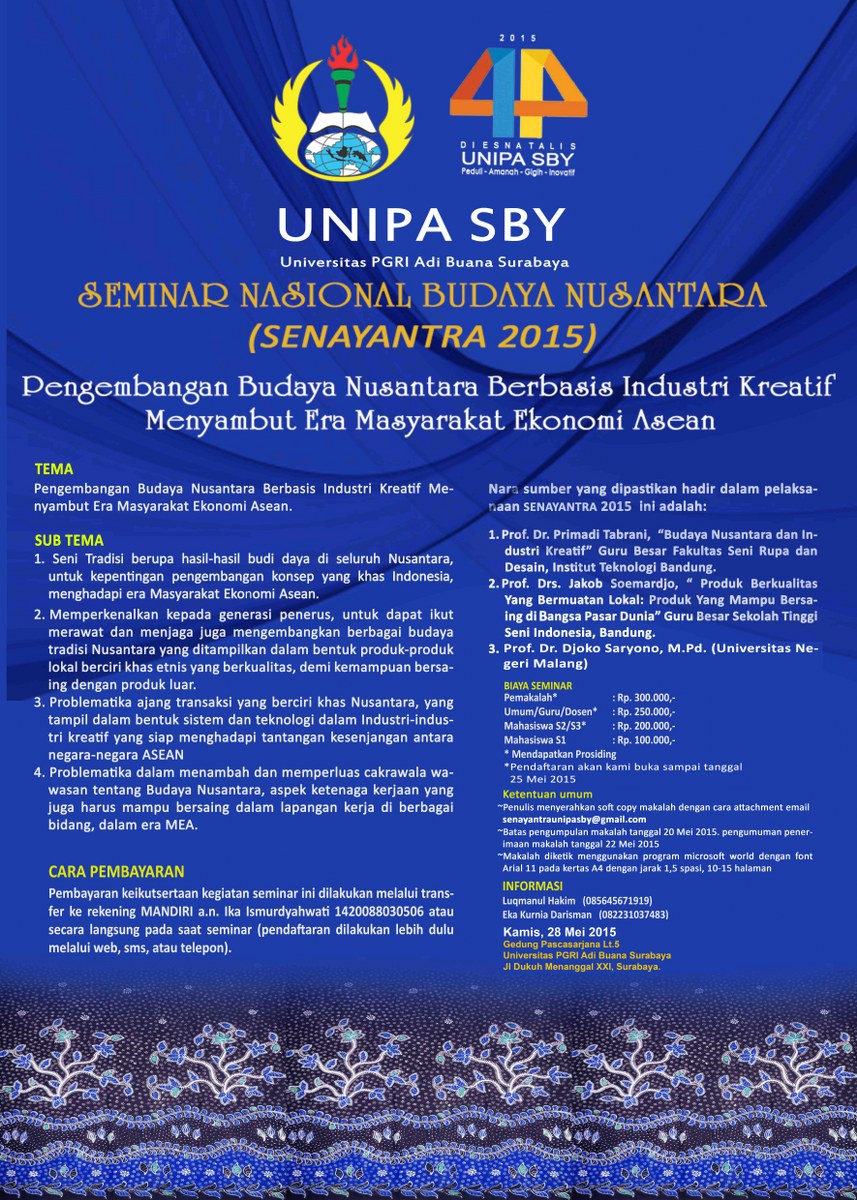 2015
44
DIESNATALIS
UNIPA SBY
Peduli - Amanah - Gigih - Inovatif
UNIPA SBY
Universitas PGRI Adi Buana Surabaya
SEMINAR NASIONAL BUDAYA NUSANTARA
(SENAYANTRA 2015)
Pengembangan Budaya Nusantara Berbasis Industri Kreatif
Menyambut Era Masyarakat Ekonomi Asean
TEMA
Pengembangan Budaya Nusantara Berbasis Industri Kreatif Me-
nyambut Era Masyarakat Ekonomi Asean.
SUB TEMA
1. Seni Tradisi berupa hasil-hasil budi daya di seluruh Nusantara,
untuk kepentingan pengembangan konsep yang khas Indonesia,
menghadapi era Masyarakat Ekonomi Asean.
2. Memperkenalkan kepada generasi penerus, untuk dapat ikut
merawat dan menjaga juga mengembangkan berbagai budaya
tradisi Nusantara yang ditampilkan dalam bentuk produk-produk
lokal berciri khas etnis yang berkualitas, demi kemampuan bersa-
ing dengan produk luar.
3. Problematika ajang transaksi yang berciri khas Nusantara, yang
tampil dalam bentuk sistem dan teknologi dalam Industri-indus-
tri kreatif yang siap menghadapi tantangan kesenjangan antara
negara-negara ASEAN
4. Problematika dalam menambah dan memperluas cakrawala wa-
wasan tentang Budaya Nusantara, aspek ketenaga kerjaan yang
juga harus mampu bersaing dalam lapangan kerja di berbagai
bidang, dalam era MEA.
CARA PEMBAYARAN
Pembayaran keikutsertaan kegiatan seminar ini dilakukan melalui trans-
fer ke rekening MANDIRI a.n. Ika Ismurdyahwati 1420088030506 atau
secara langsung pada saat seminar (pendaftaran dilakukan lebih dulu
melalui web, sms, atau telepon).
Nara sumber yang dipastikan hadir dalam pelaksa-
naan SENAYANTRA 2015 ini adalah:
1. Prof. Dr. Primadi Tabrani, "Budaya Nusantara dan In-
dustri Kreatif" Guru Besar Fakultas Seni Rupa dan
Desain, Institut Teknologi Bandung.
2. Prof. Drs. Jakob Soemardjo, " Produk Berkualitas
Yang Bermuatan Lokal: Produk Yang Mampu Bersa-
ing di Bangsa Pasar Dunia" Guru Besar Sekolah Tinggi
Seni Indonesia, Bandung.
3. Prof. Dr. Djoko Saryono, M.Pd. (Universitas Ne-
geri Malang)
BIAYA SEMINAR
Pemakalah* : Rp. 300.000,-
Umum/Guru/Dosen* : Rp. 250.000,-
Mahasiswa S2/S3* : Rp. 200.000,-
Mahasiswa S1 : Rp. 100.000,-
* Mendapatkan Prosiding
*Pendaftaran akan kami buka sampai tanggal
25 Mei 2015
Ketentuan umum
~Penulis menyerahkan soft copy makalah dengan cara attachment email
senayantraunipasby@gmail.com
~Batas pengumpulan makalah tanggal 20 Mei 2015. pengumuman pener-
imaan makalah tanggal 22 Mei 2015
~Makalah diketik menggunakan program microsoft world dengan font
Arial 11 pada kertas A4 dengan jarak 1,5 spasi, 10-15 halaman
INFORMASI
Luqmanul Hakim (085645671919)
Eka Kurnia Darisman (082231037483)
Kamis, 28 Mei 2015
Gedung Pascasarjana Lt.5
Universitas PGRI Adi Buana Surabaya
Jl Dukuh Menanggal XXI, Surabaya.